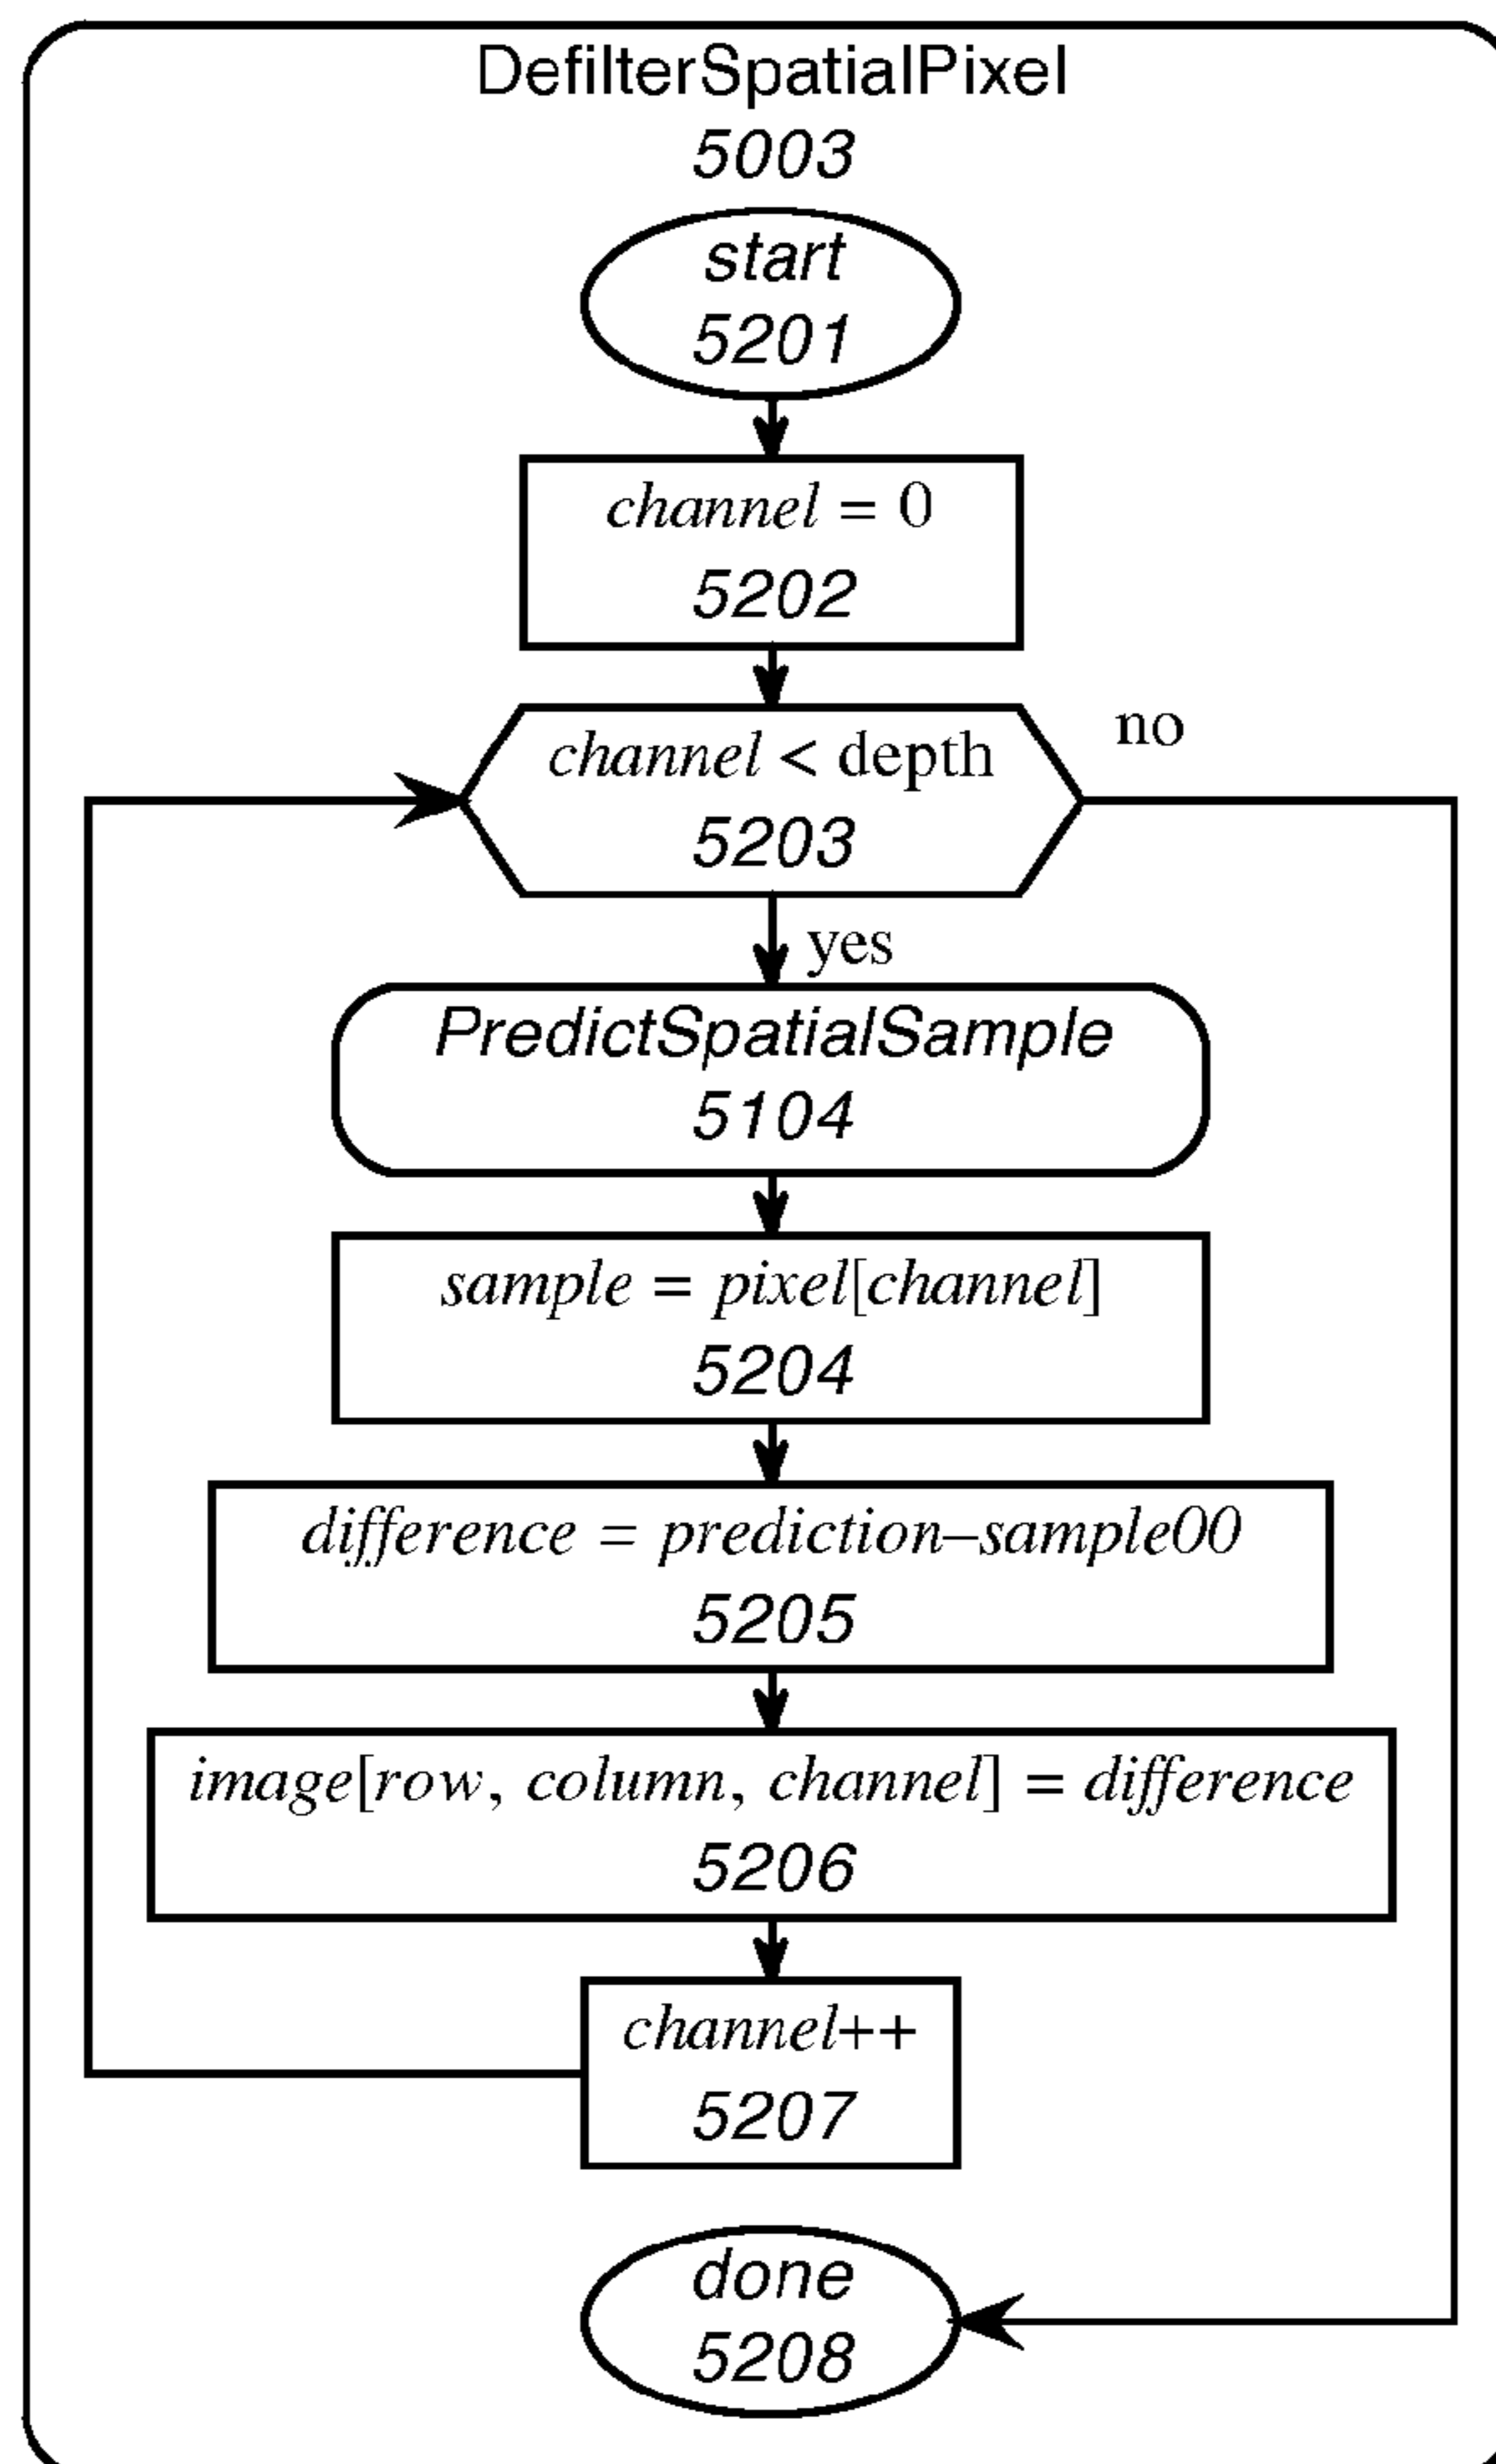 DefilterSpatialPixel
5003
start
5201
channel = 0
5202
channel < depth
no
5203
yes
PredictSpatialSample
5104
sample = pixel[channel]
5204
difference = prediction–sample00
5205
image[row, column, channel] = difference
5206
channel++
5207
done
5208